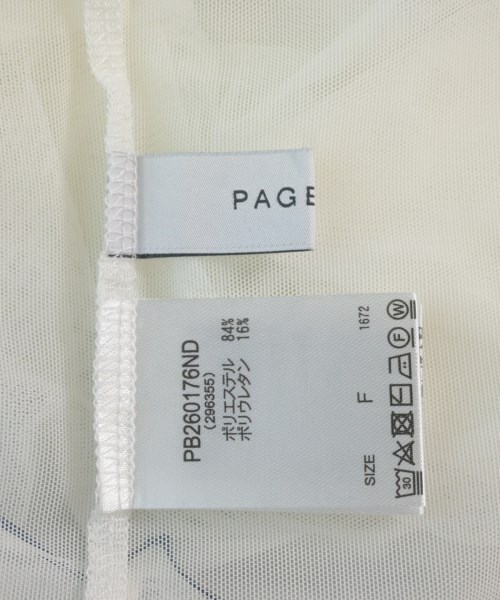 PAGE
PB260176ND
(296355)
ポリエステル 84%
ポリウレタン 16%
SIZE F 1672
30
F W